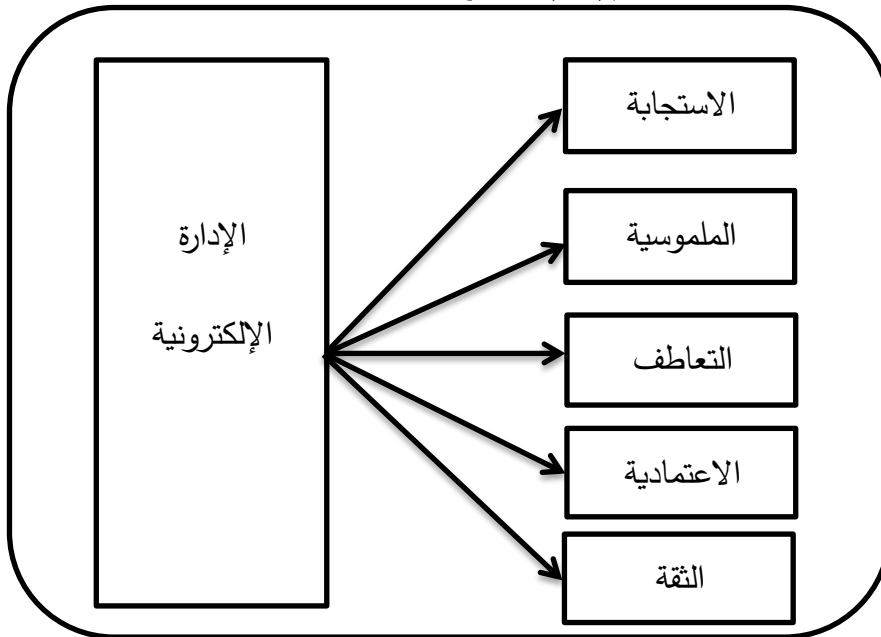 الإدارة
الإلكترونية
الاستجابة
الملموسية
التعاطف
الاعتمادية
الثقة